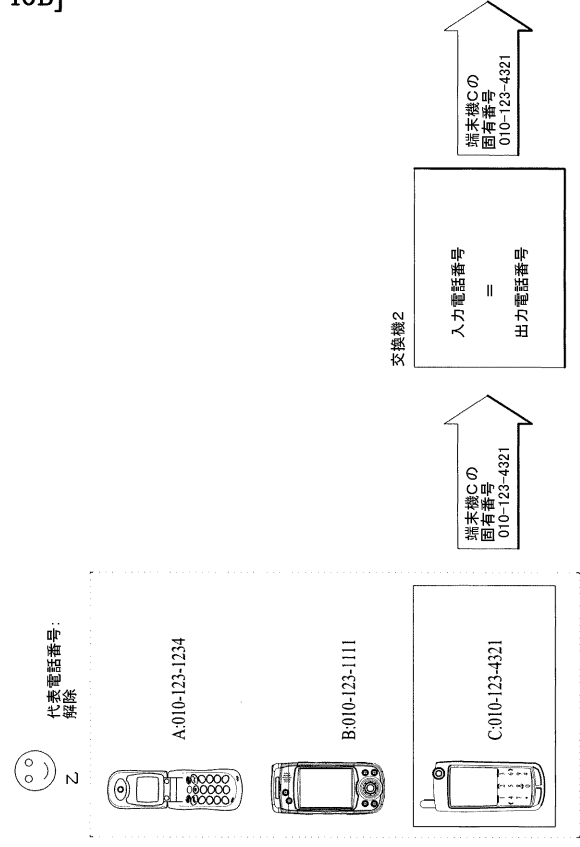 Z
代表電話番号:
解除
A:010-123-1234
B:010-123-1111
C:010-123-4321
端末機Cの
固有番号
010-123-4321
交換機2
入力電話番号
=
出力電話番号
端末機Cの
固有番号
010-123-4321